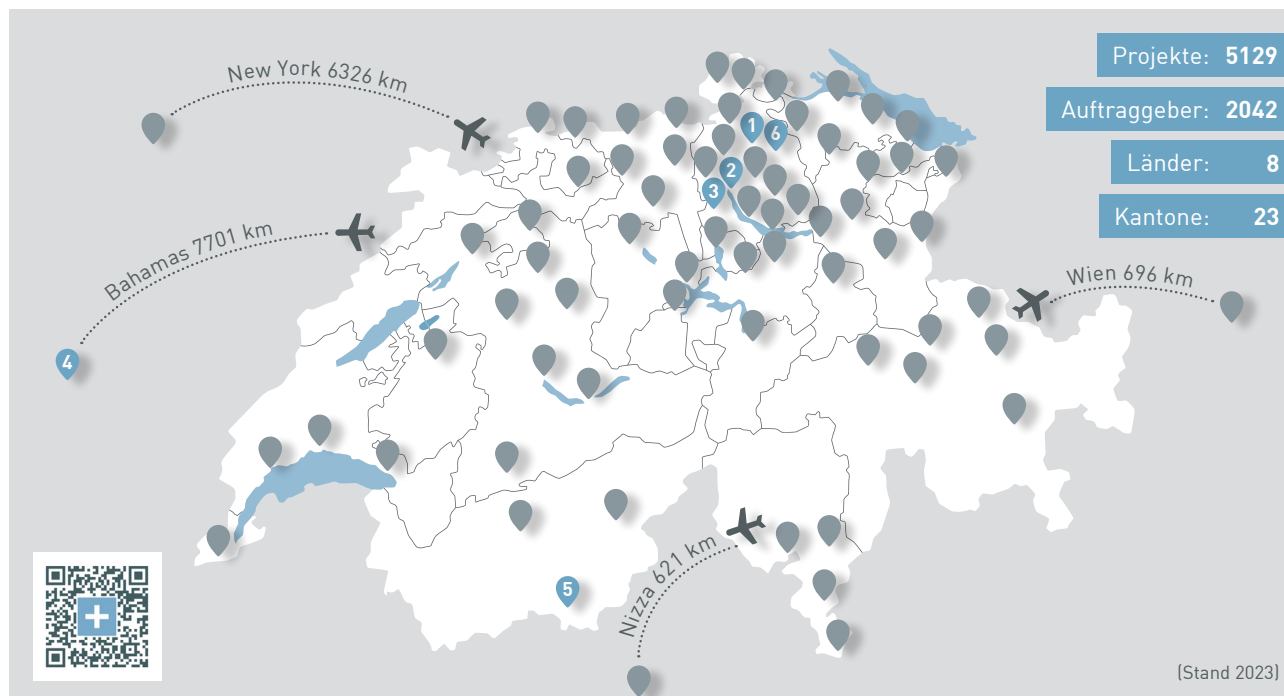 New York 6326 km
Projekte: 5129
Auftraggeber: 2042
Länder: 8
Kantone: 23
1
6
2
3
Bahamas 7701 km
Wien 696 km
4
5
Nizza 621 km
(Stand 2023)